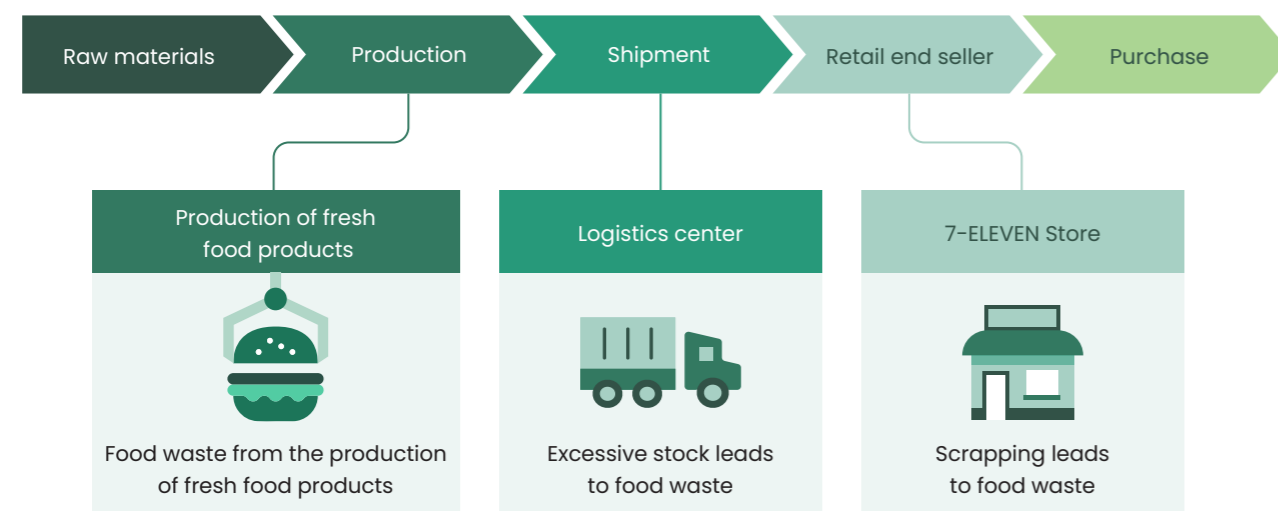 Raw materials
Production
Shipment
Retail end seller
Purchase
Production of fresh
food products
Logistics center
7-ELEVEN Store
Food waste from the production
of fresh food products
Excessive stock leads
to food waste
Scrapping leads
to food waste